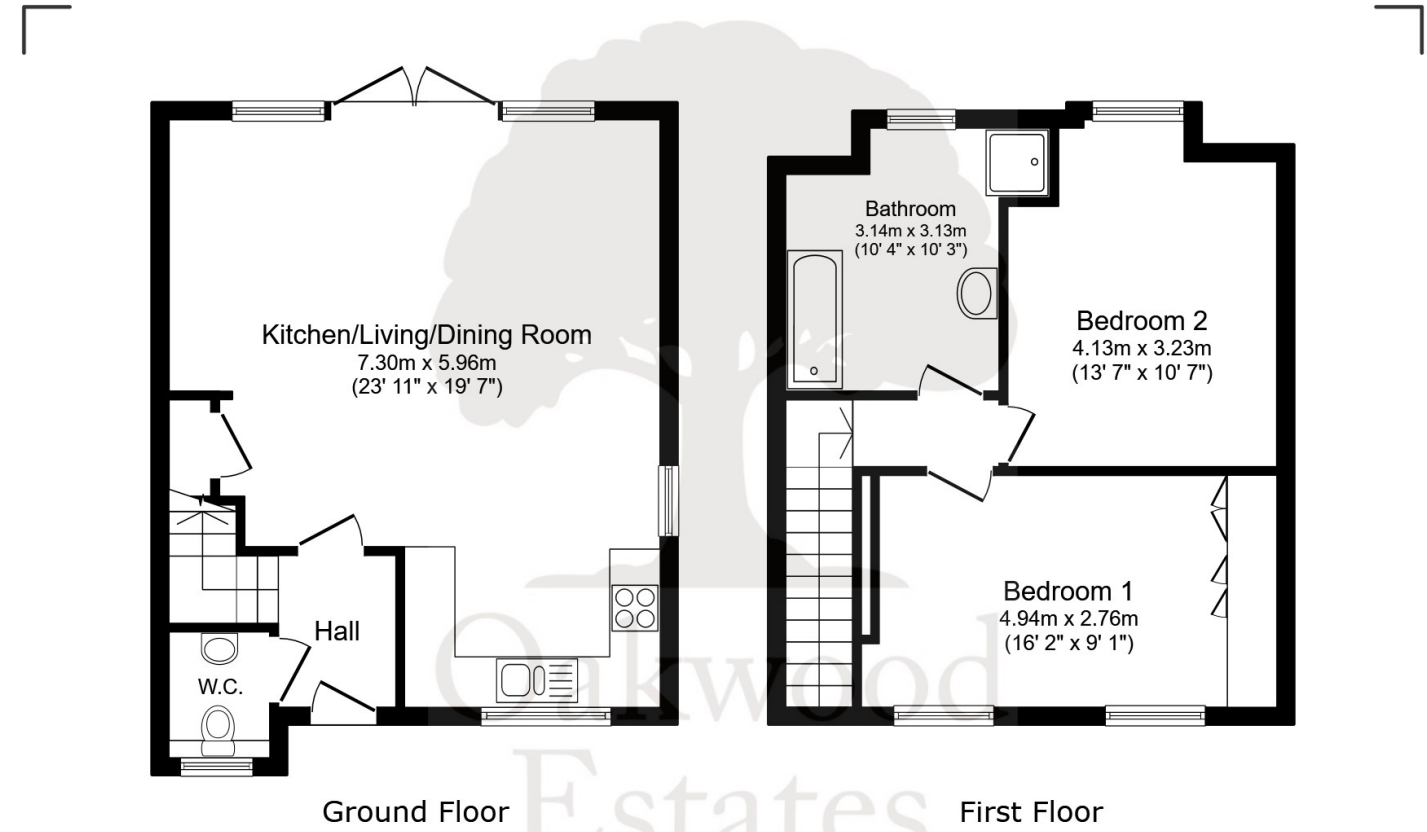 Kitchen/Living/Dining Room
7.30m x 5.96m
(23' 11" x 19' 7")
Hall
W.C.
Ground Floor
Bathroom
3.14m x 3.13m
(10' 4" x 10' 3")
Bedroom 2
4.13m x 3.23m
(13' 7" x 10' 7")
Bedroom 1
4.94m x 2.76m
(16' 2" x 9' 1")
First Floor
Oakwood
Estates